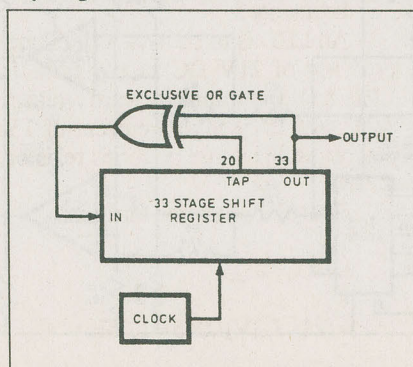 EXCLUSIVE OR GATE
OUTPUT
20 33
TAP OUT
IN
33 STAGE SHIFT
REGISTER
CLOCK